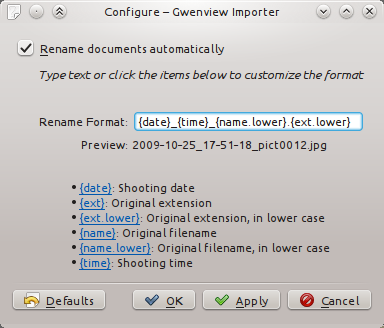 Configure – Gwenview Importer
Rename documents automatically
Type text or click the items below to customize the format
Rename Format: {date}_{time}_{name.lower}.{ext.lower}
Preview: 2009-10-25_17-51-18_pict0012.jpg
• {date}: Shooting date
• {ext}: Original extension
• {ext.lower}: Original extension, in lower case
• {name}: Original filename
• {name.lower}: Original filename, in lower case
• {time}: Shooting time
Defaults OK Apply Cancel